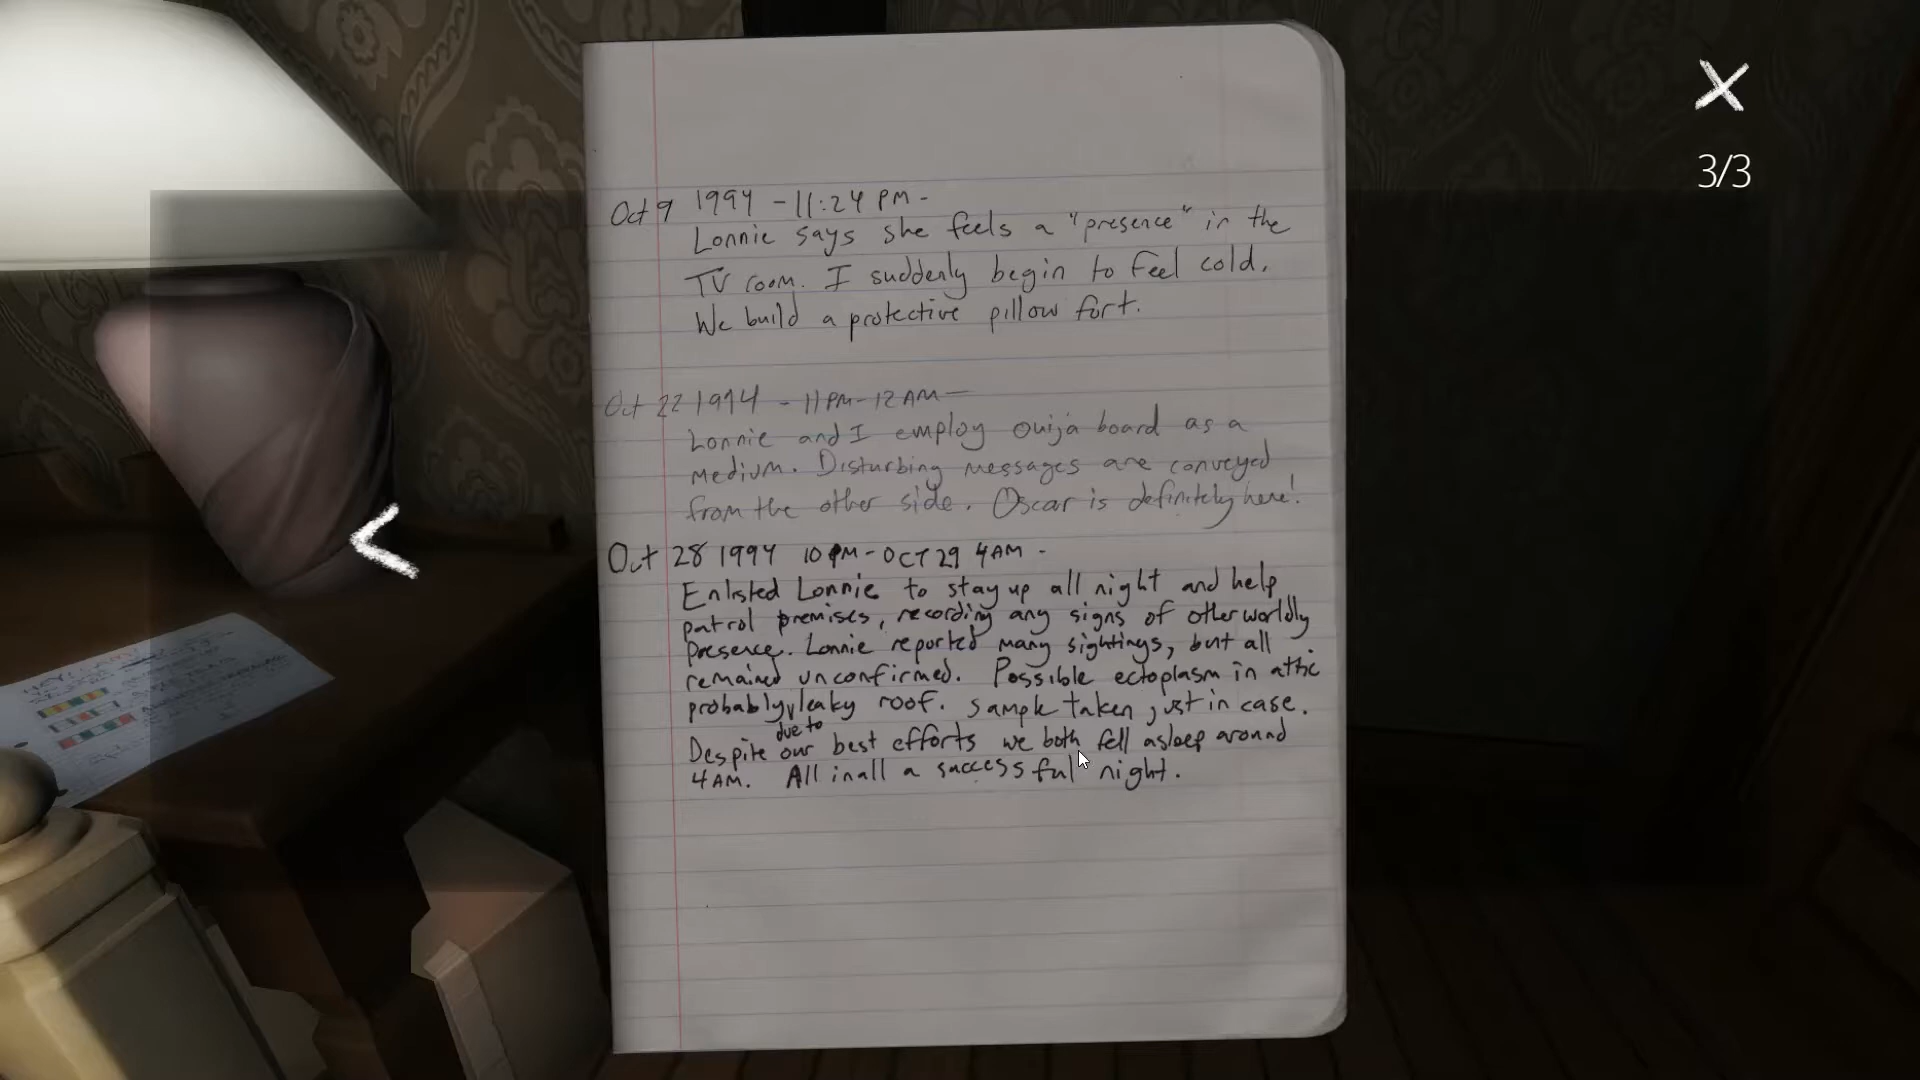 3/3
Oct 9 1994 - 11:24 PM -
Lonnie says she feels a "presence" in the
TV room. I suddenly begin to feel cold.
We build a protective pillow fort.
Oct 22 1994 - 11PM-12AM —
Lonnie and I employ ouija board as a
medium. Disturbing messages are conveyed
from the other side. Oscar is definitely here!
Oct 28 1994 10PM - OCT 29 4AM -
Enlisted Lonnie to stay up all night and help
patrol premises, recording any signs of otherworldly
presence. Lonnie reported many sightings, but all
remained unconfirmed. Possible ectoplasm in attic
probably leaky roof. Sample taken just in case.
due to
Despite our best efforts we both fell asleep around
4AM. All in all a successful night.